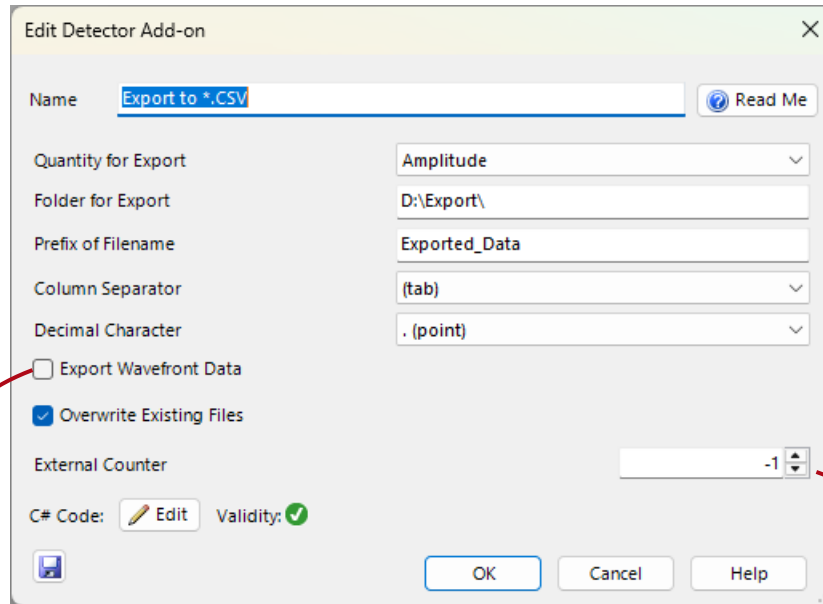 Edit Detector Add-on
Name Export to *.CSV Read Me
Quantity for Export Amplitude
Folder for Export D:\Export\
Prefix of Filename Exported_Data
Column Separator (tab)
Decimal Character . (point)
Export Wavefront Data
Overwrite Existing Files
External Counter -1
C# Code: Edit Validity:
OK Cancel Help